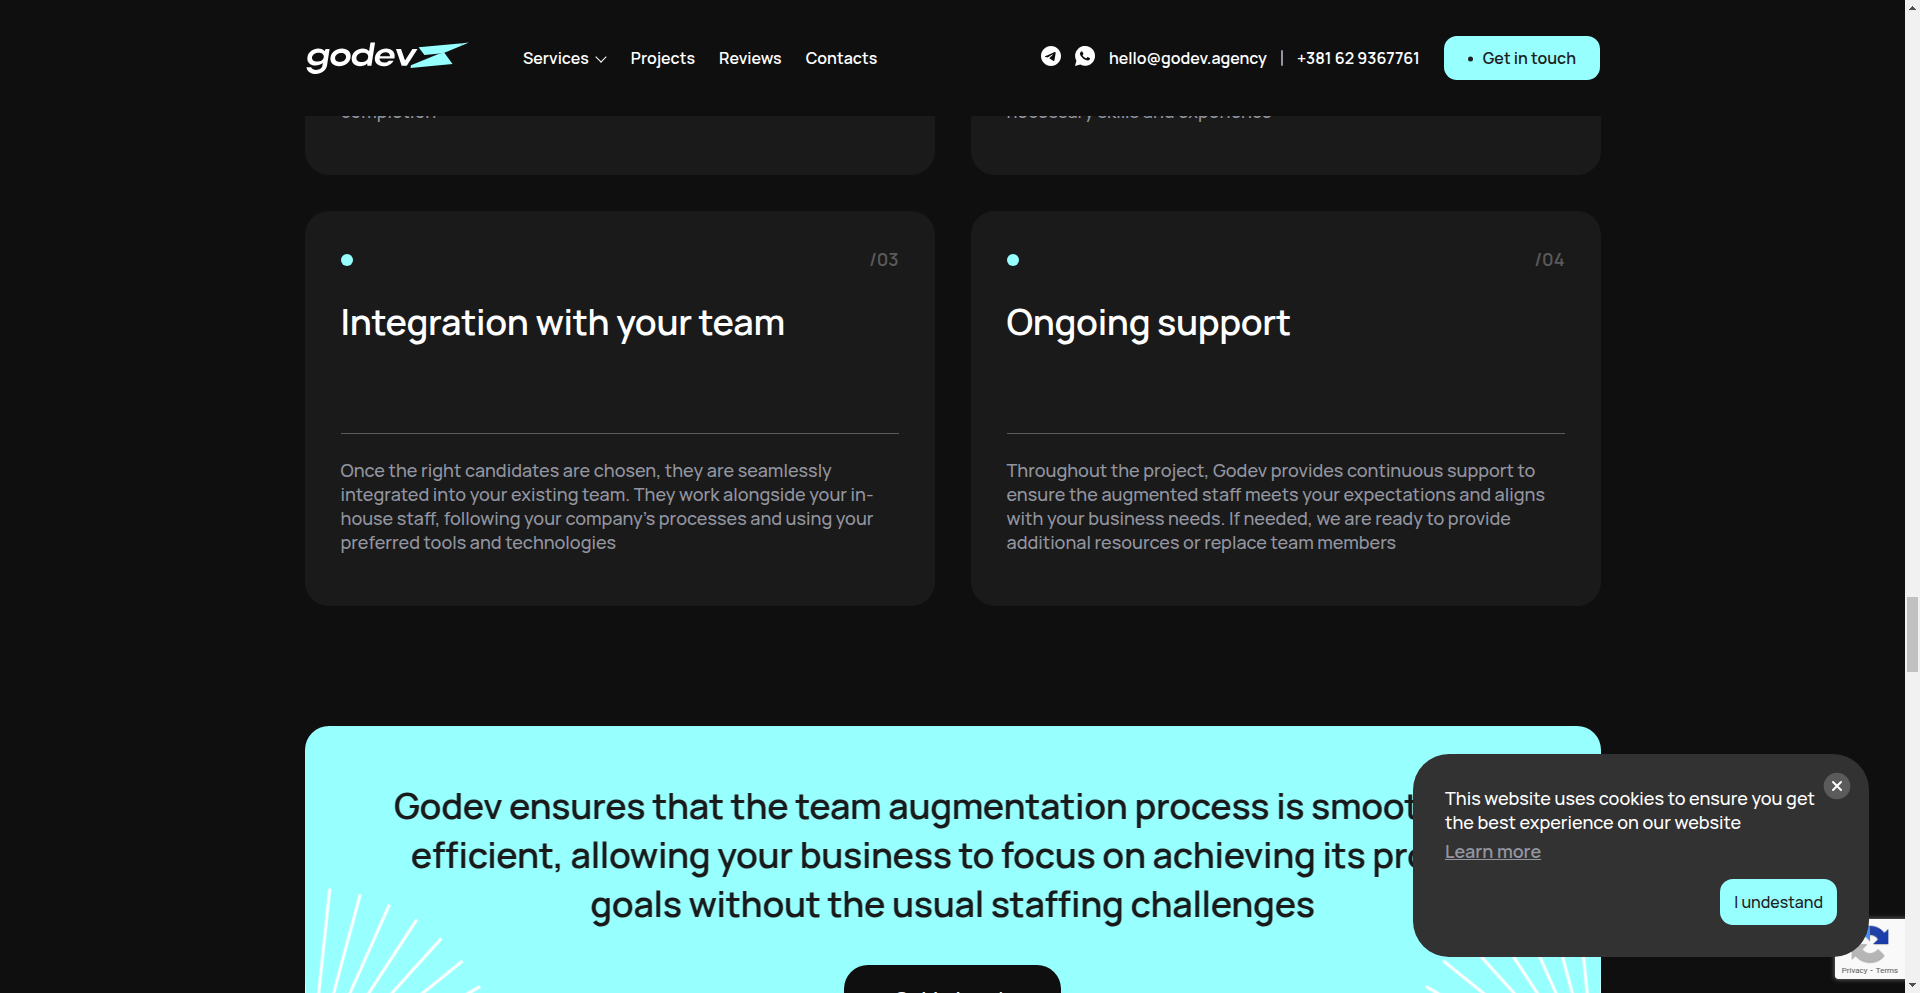 godev
Services
Projects
Reviews
Contacts
hello@godev.agency | +381 62 9367761
Get in touch
/03
Integration with your team
Once the right candidates are chosen, they are seamlessly
integrated into your existing team. They work alongside your in-
house staff, following your company's processes and using your
preferred tools and technologies
/04
Ongoing support
Throughout the project, Godev provides continuous support to
ensure the augmented staff meets your expectations and aligns
with your business needs. If needed, we are ready to provide
additional resources or replace team members
Godev ensures that the team augmentation process is
efficient, allowing your business to focus on achieving its
goals without the usual staffing challenges
This website uses cookies to ensure you get
the best experience on our website
Learn more
I undestand
Privacy - Terms